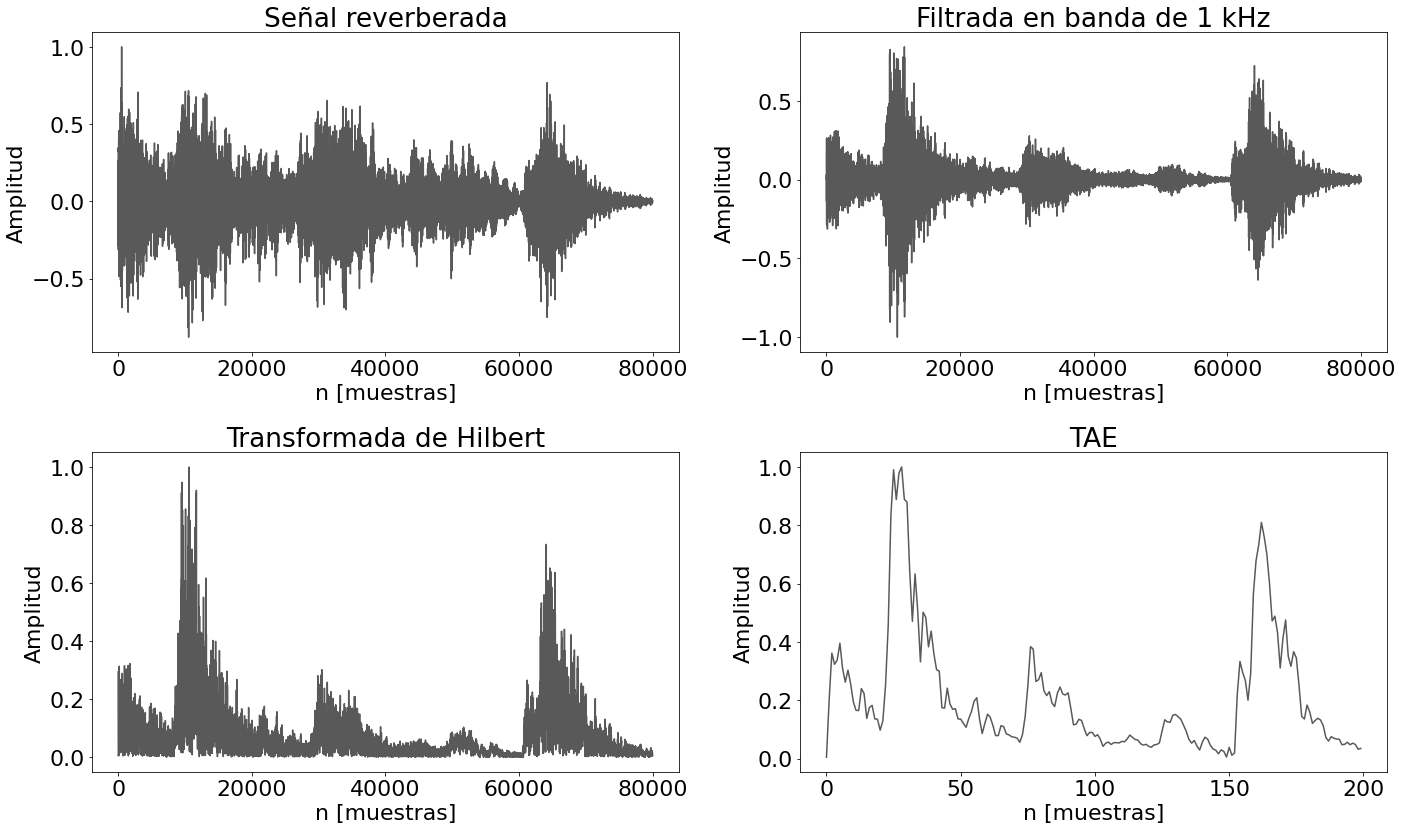 Señal reverberada
Amplitud
1.0
0.5
0.0
−0.5
0 20000 40000 60000 80000
n [muestras]
Filtrada en banda de 1 kHz
Amplitud
0.5
0.0
−0.5
−1.0
0 20000 40000 60000 80000
n [muestras]
Transformada de Hilbert
Amplitud
1.0
0.8
0.6
0.4
0.2
0.0
0 20000 40000 60000 80000
n [muestras]
TAE
Amplitud
1.0
0.8
0.6
0.4
0.2
0.0
0 50 100 150 200
n [muestras]